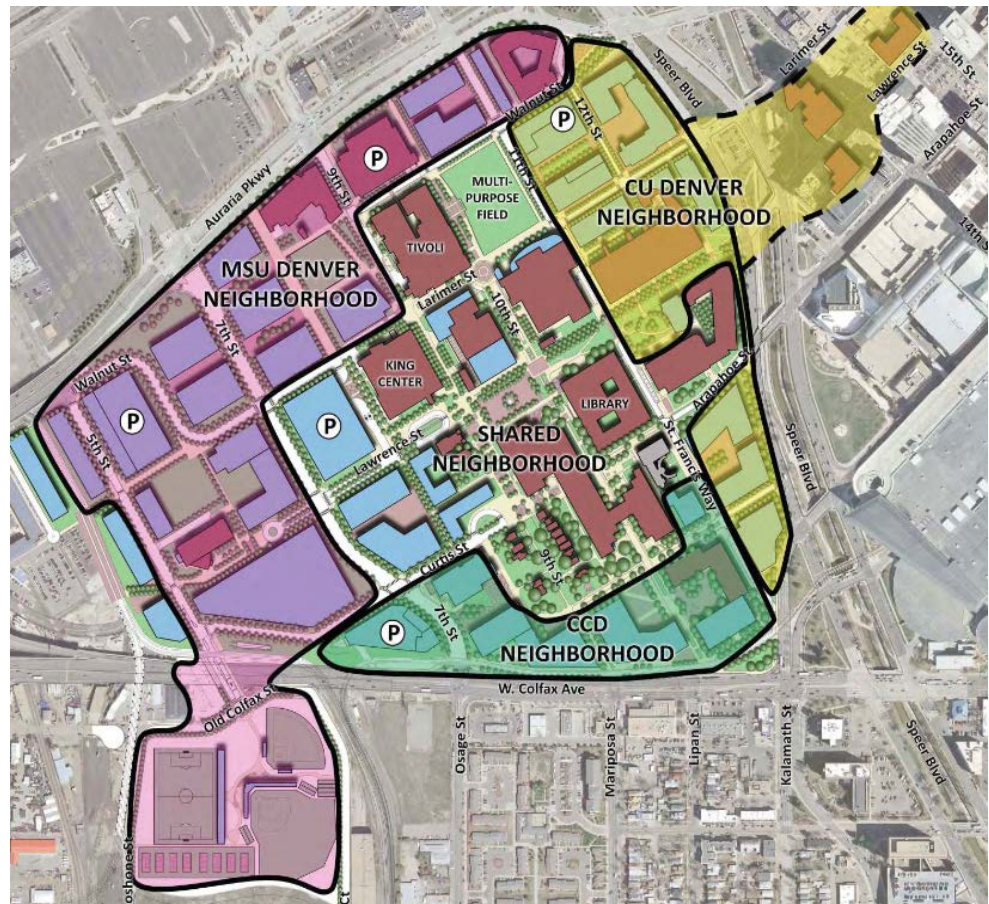 Larimer St
Lawrence St
15th St
Arapahoe St
14th S
Speer Blvd
Walnut St
P
12th St
11th St
Auraria Pkwy
9th St
P
MULTI-
PURPOSE
FIELD
CU DENVER
NEIGHBORHOOD
TIVOLI
MSU DENVER
NEIGHBORHOOD
Larimer St
10th St
7th St
Walnut St
KING
CENTER
LIBRARY
Arapahoe St
P
P
5th St
Lawrence St
SHARED
NEIGHBORHOOD
St. Francis Way
Speer Blvd
Curtis St
9th St
P
7th St
CCD
NEIGHBORHOOD
W. Colfax Ave
Old Colfax St
Osage St
Mariposa St
Lipan St
Kalamath St
Speer Blvd
oshone St
Ct